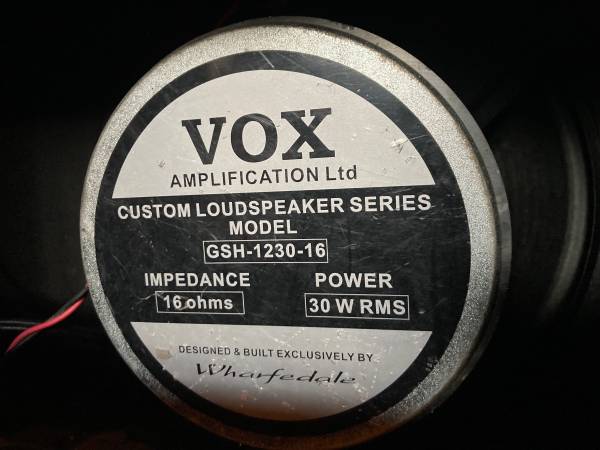 VOX
AMPLIFICATION Ltd
CUSTOM LOUDSPEAKER SERIES
MODEL
GSH-1230-16
IMPEDANCE POWER
16 ohms 30 W RMS
DESIGNED & BUILT EXCLUSIVELY BY
Wharfedale